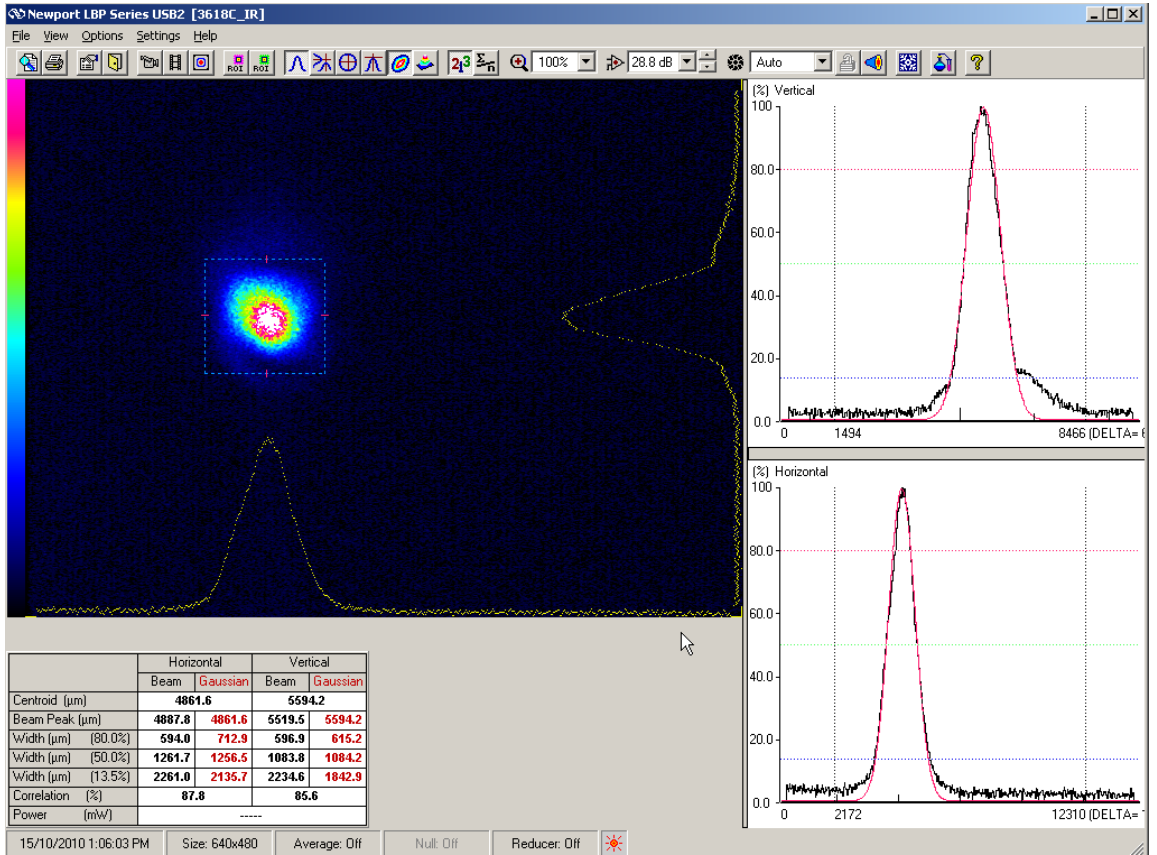 Newport LBP Series USB2 [3618C_IR]
File View Options Settings Help
ROI ROI 2¹3 Σn 100% 28.8 dB Auto
(%) Vertical
100
80.0
60.0
40.0
20.0
0.0
0 1494 8466 (DELTA=
(%) Horizontal
100
80.0
60.0
40.0
20.0
0.0
0 2172 12310 (DELTA=
Horizontal Vertical
Beam Gaussian Beam Gaussian
Centroid (µm) 4861.6 5594.2
Beam Peak (µm) 4887.8 4861.6 5519.5 5594.2
Width (µm) (80.0%) 594.0 712.9 596.9 615.2
Width (µm) (50.0%) 1261.7 1256.5 1083.8 1084.2
Width (µm) (13.5%) 2261.0 2135.7 2234.6 1842.9
Correlation (%) 87.8 85.6
Power (mW) -----
15/10/2010 1:06:03 PM Size: 640x480 Average: Off Null: Off Reducer: Off